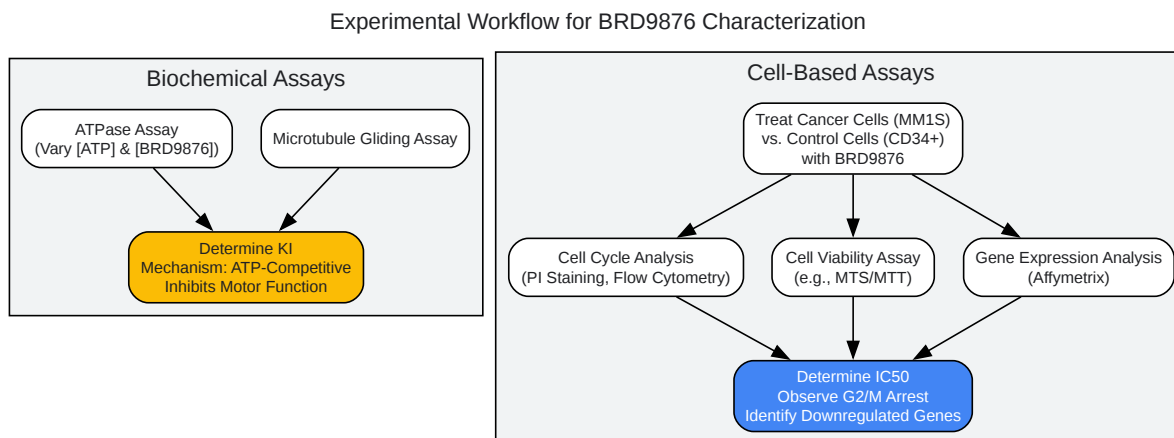 Experimental Workflow for BRD9876 Characterization
Biochemical Assays
ATPase Assay
(Vary [ATP] & [BRD9876])
Microtubule Gliding Assay
Determine KI
Mechanism: ATP-Competitive
Inhibits Motor Function
Cell-Based Assays
Treat Cancer Cells (MM1S)
vs. Control Cells (CD34+)
with BRD9876
Cell Cycle Analysis
(PI Staining, Flow Cytometry)
Cell Viability Assay
(e.g., MTS/MTT)
Gene Expression Analysis
(Affymetrix)
Determine IC50
Observe G2/M Arrest
Identify Downregulated Genes